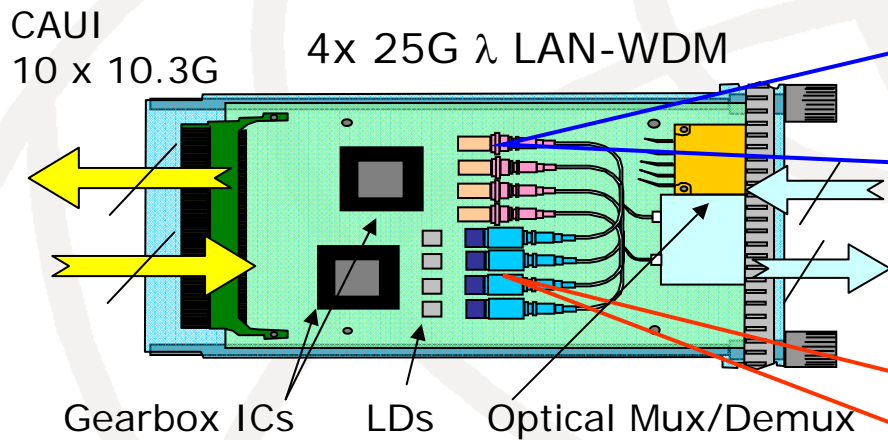 CAUI
10 x 10.3G
4x 25G λ LAN-WDM
Gearbox ICs
LDs
Optical Mux/Demux